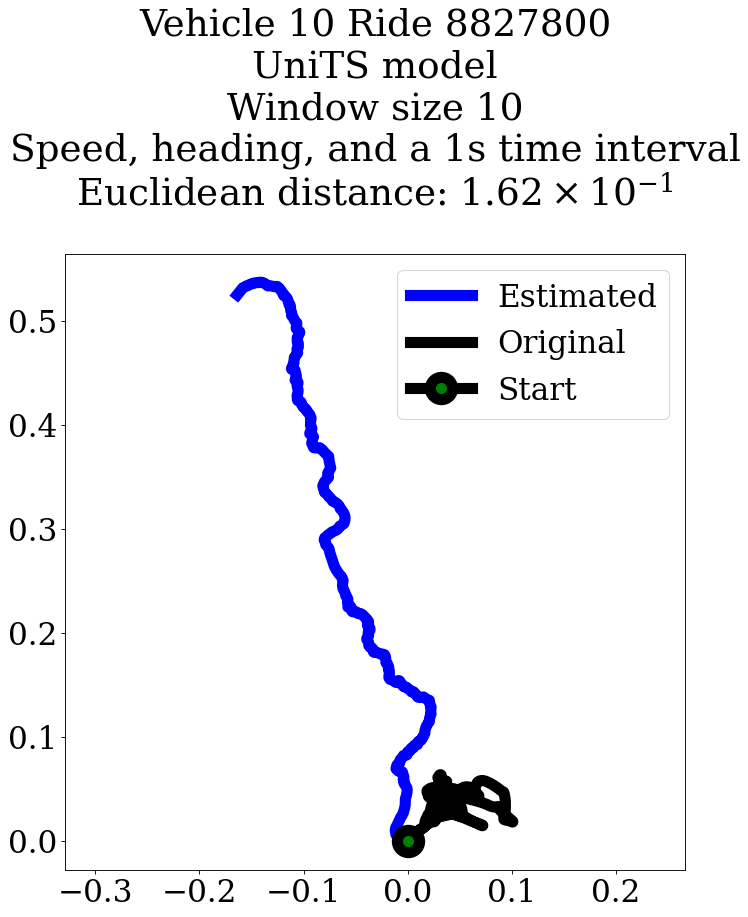 Vehicle 10 Ride 8827800
UniTS model
Window size 10
Speed, heading, and a 1s time interval
Euclidean distance: 1.62 × 10⁻¹
Estimated
Original
Start
0.5
0.4
0.3
0.2
0.1
0.0
−0.3 −0.2 −0.1 0.0 0.1 0.2